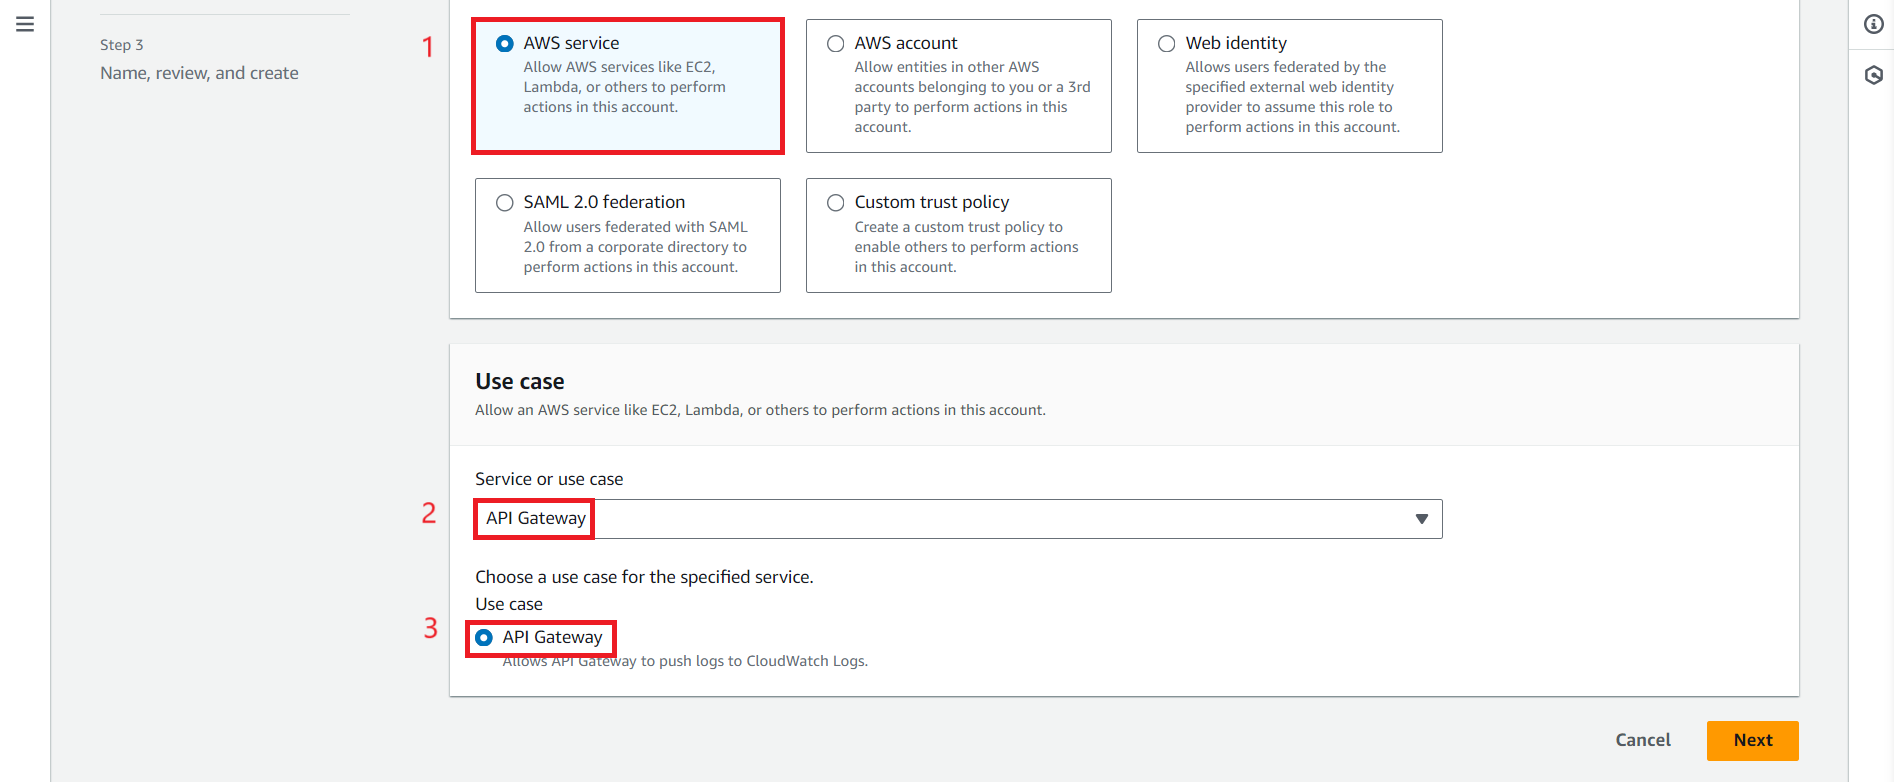 Step 3
Name, review, and create
1
AWS service
Allow AWS services like EC2,
Lambda, or others to perform
actions in this account.
AWS account
Allow entities in other AWS
accounts belonging to you or a 3rd
party to perform actions in this
account.
Web identity
Allows users federated by the
specified external web identity
provider to assume this role to
perform actions in this account.
SAML 2.0 federation
Allow users federated with SAML
2.0 from a corporate directory to
perform actions in this account.
Custom trust policy
Create a custom trust policy to
enable others to perform actions
in this account.
Use case
Allow an AWS service like EC2, Lambda, or others to perform actions in this account.
Service or use case
2
API Gateway
Choose a use case for the specified service.
Use case
3
API Gateway
Allows API Gateway to push logs to CloudWatch Logs.
Cancel
Next